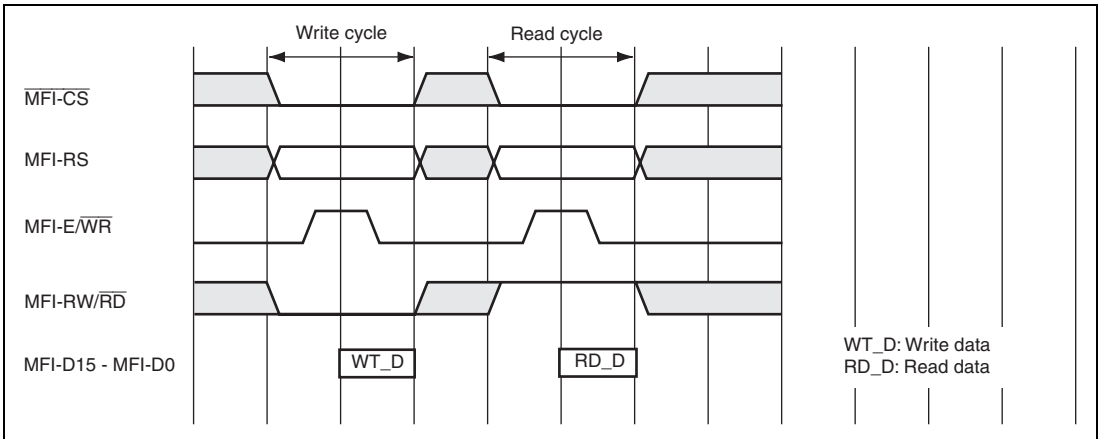 Write cycle
Read cycle
MFI-CS
MFI-RS
MFI-E/WR
MFI-RW/RD
MFI-D15 - MFI-D0
WT_D
RD_D
WT_D: Write data
RD_D: Read data